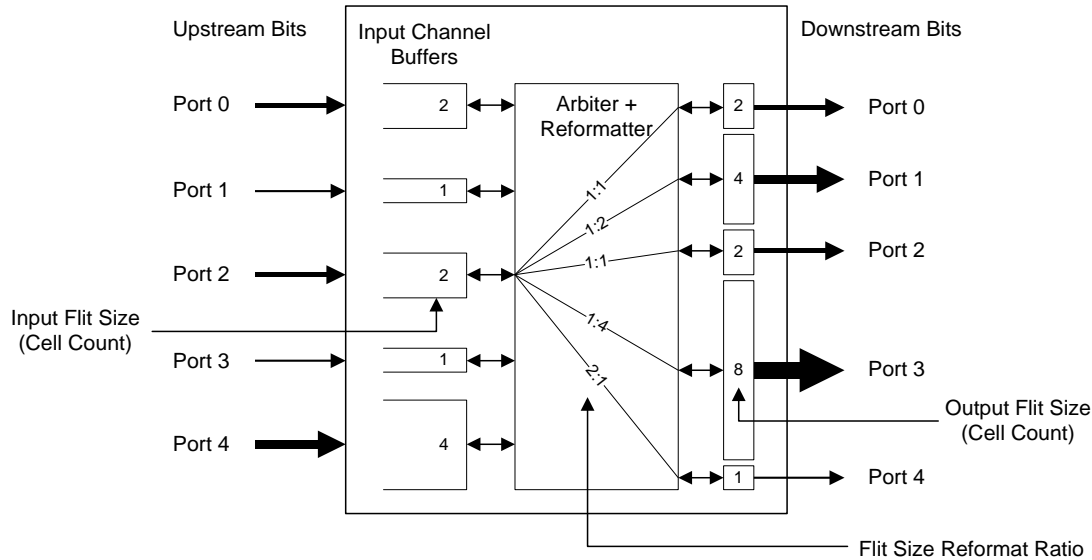 Upstream Bits
Input Channel
Buffers
Downstream Bits
Port 0
2
Arbiter +
Reformatter
2
Port 0
1:1
Port 1
1
4
Port 1
1:2
Port 2
2
1:1
2
Port 2
Input Flit Size
(Cell Count)
1:4
Port 3
1
2:1
8
Port 3
Port 4
4
Output Flit Size
(Cell Count)
1
Port 4
Flit Size Reformat Ratio